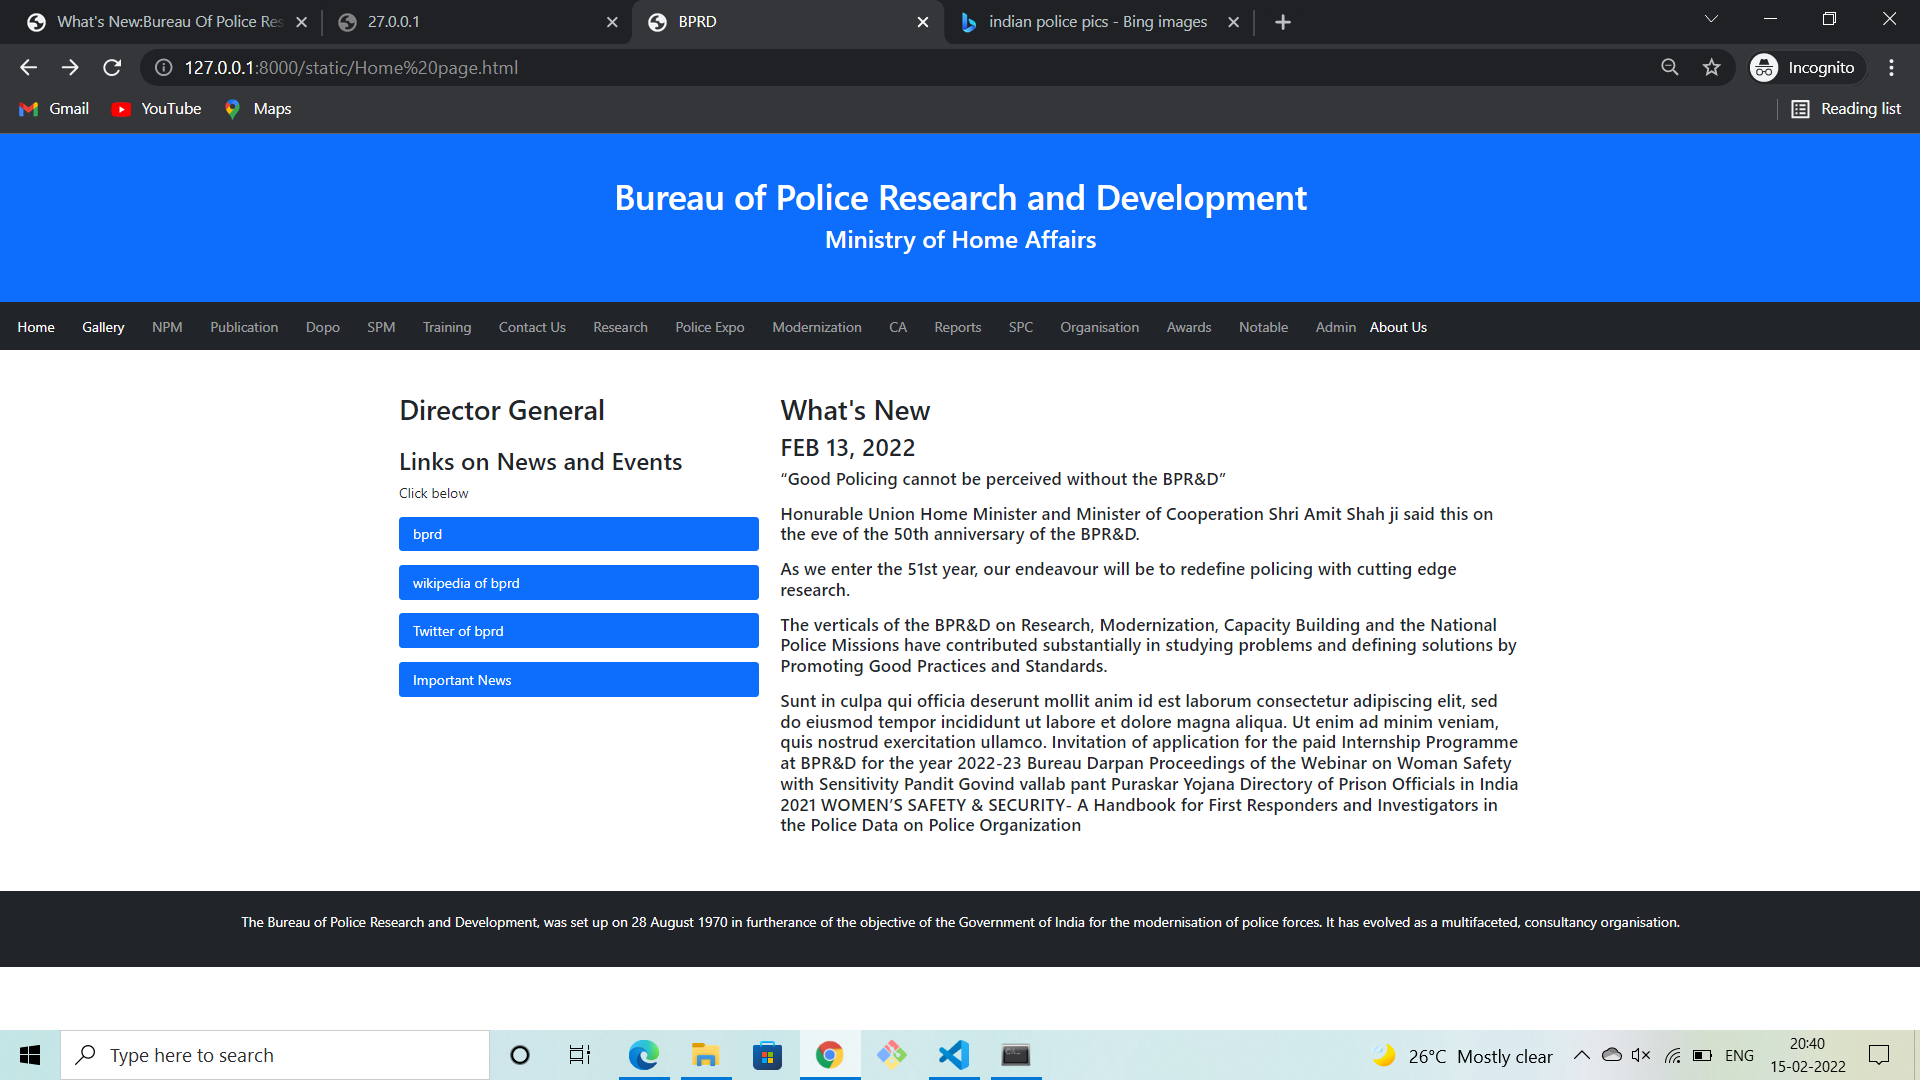 What's New:Bureau Of Police Res
27.0.0.1
BPRD
indian police pics - Bing images
127.0.0.1:8000/static/Home%20page.html
Incognito
Gmail
YouTube
Maps
Reading list
Bureau of Police Research and Development
Ministry of Home Affairs
Home Gallery NPM Publication Dopo SPM Training Contact Us Research Police Expo Modernization CA Reports SPC Organisation Awards Notable Admin About Us
Director General
Links on News and Events
Click below
bprd
wikipedia of bprd
Twitter of bprd
Important News
What's New
FEB 13, 2022
“Good Policing cannot be perceived without the BPR&D”
Honurable Union Home Minister and Minister of Cooperation Shri Amit Shah ji said this on
the eve of the 50th anniversary of the BPR&D.
As we enter the 51st year, our endeavour will be to redefine policing with cutting edge
research.
The verticals of the BPR&D on Research, Modernization, Capacity Building and the National
Police Missions have contributed substantially in studying problems and defining solutions by
Promoting Good Practices and Standards.
Sunt in culpa qui officia deserunt mollit anim id est laborum consectetur adipiscing elit, sed
do eiusmod tempor incididunt ut labore et dolore magna aliqua. Ut enim ad minim veniam,
quis nostrud exercitation ullamco. Invitation of application for the paid Internship Programme
at BPR&D for the year 2022-23 Bureau Darpan Proceedings of the Webinar on Woman Safety
with Sensitivity Pandit Govind vallab pant Puraskar Yojana Directory of Prison Officials in India
2021 WOMEN’S SAFETY & SECURITY- A Handbook for First Responders and Investigators in
the Police Data on Police Organization
The Bureau of Police Research and Development, was set up on 28 August 1970 in furtherance of the objective of the Government of India for the modernisation of police forces. It has evolved as a multifaceted, consultancy organisation.
Type here to search
26°C Mostly clear
ENG
20:40
15-02-2022